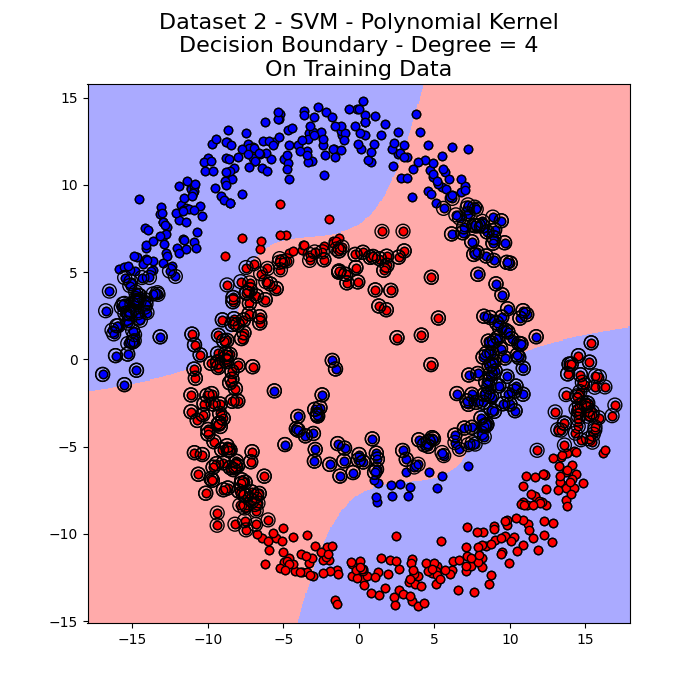 Dataset 2 - SVM - Polynomial Kernel
Decision Boundary - Degree = 4
On Training Data
15
10
5
0
−5
−10
−15
−15 −10 −5 0 5 10 15